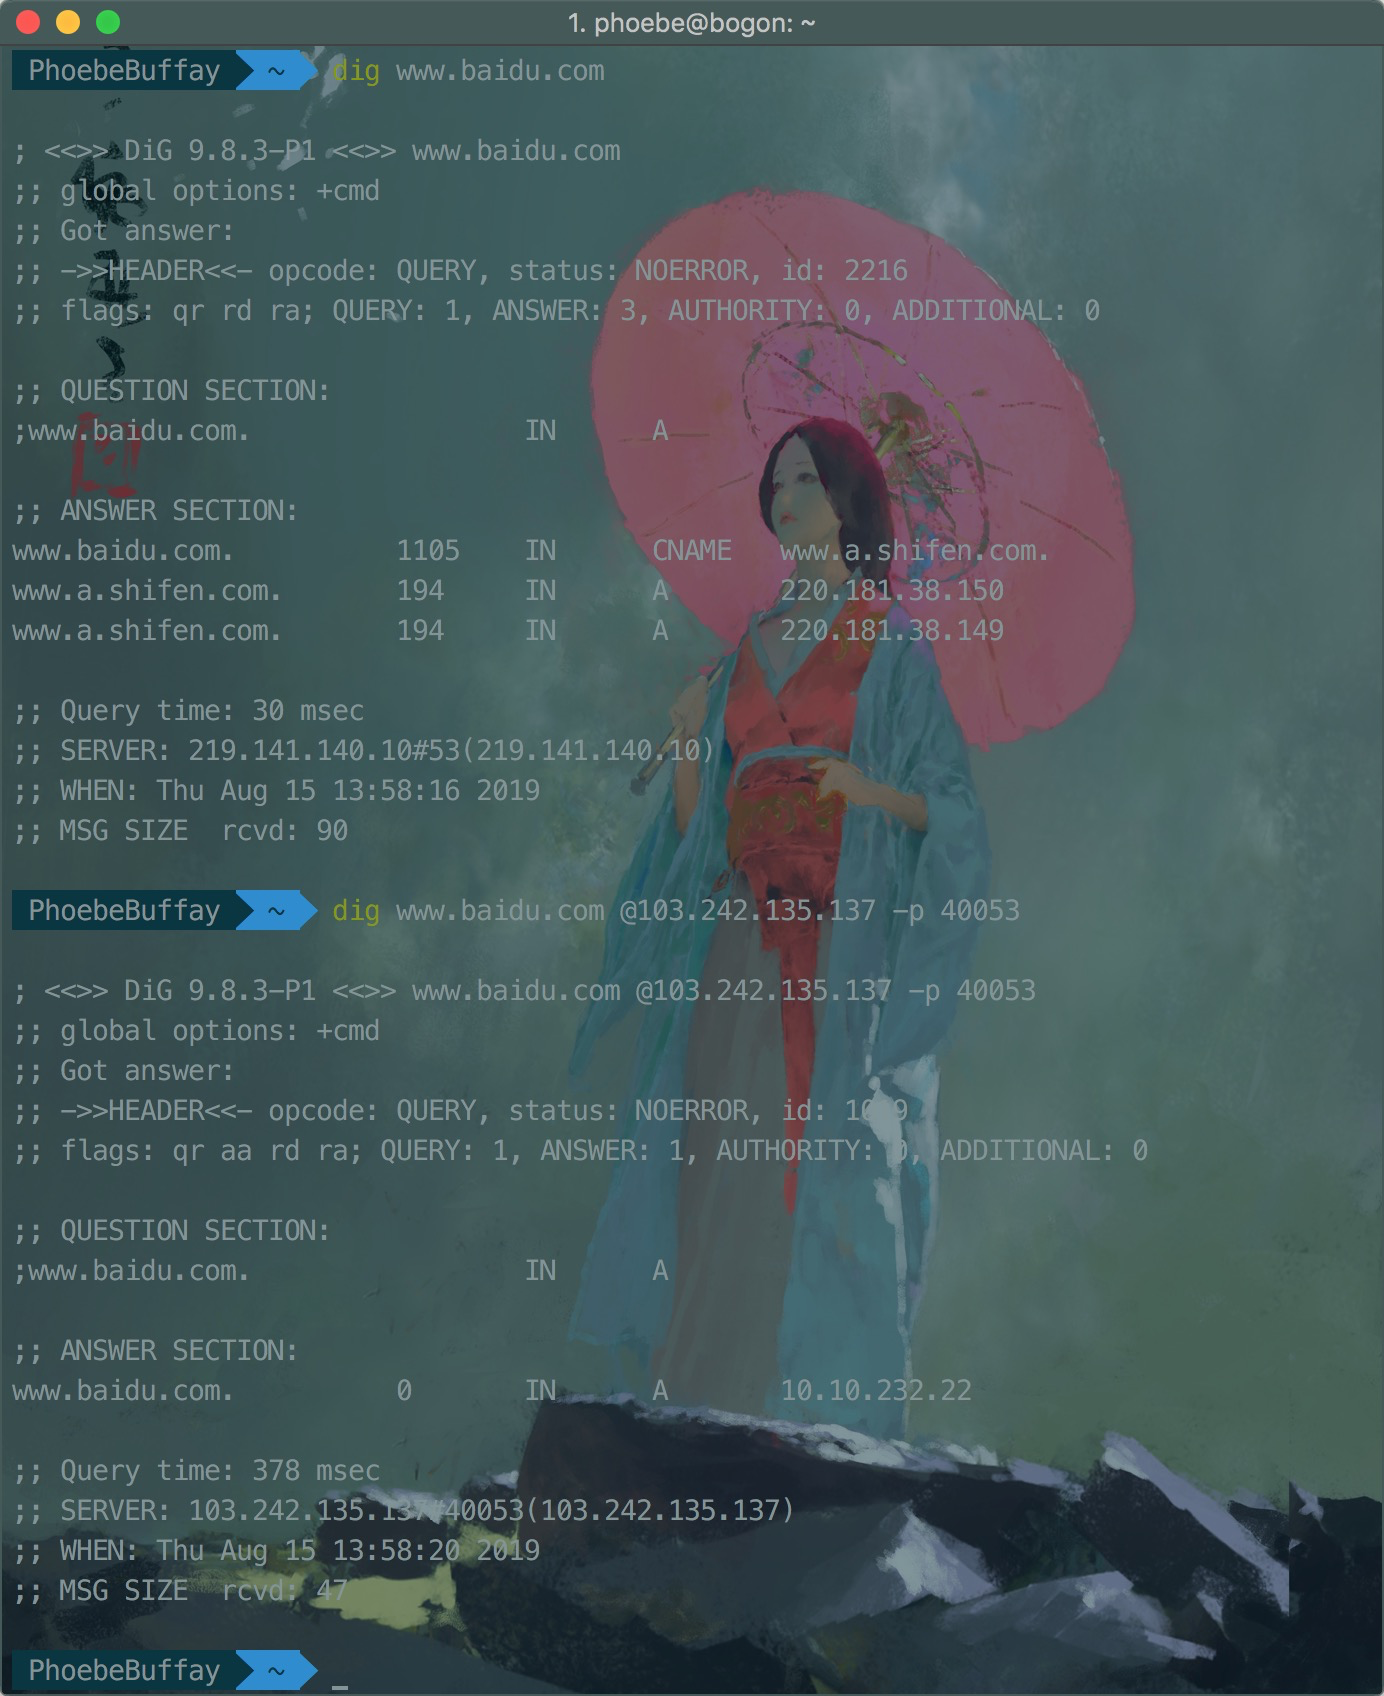 1. phoebe@bogon: ~
PhoebeBuffay ~ dig www.baidu.com
; <<>> DiG 9.8.3-P1 <<>> www.baidu.com
;; global options: +cmd
;; Got answer:
;; ->>HEADER<<- opcode: QUERY, status: NOERROR, id: 2216
;; flags: qr rd ra; QUERY: 1, ANSWER: 3, AUTHORITY: 0, ADDITIONAL: 0
;; QUESTION SECTION:
;www.baidu.com. IN A
;; ANSWER SECTION:
www.baidu.com. 1105 IN CNAME www.a.shifen.com.
www.a.shifen.com. 194 IN A 220.181.38.150
www.a.shifen.com. 194 IN A 220.181.38.149
;; Query time: 30 msec
;; SERVER: 219.141.140.10#53(219.141.140.10)
;; WHEN: Thu Aug 15 13:58:16 2019
;; MSG SIZE  rcvd: 90
PhoebeBuffay ~ dig www.baidu.com @103.242.135.137 -p 40053
; <<>> DiG 9.8.3-P1 <<>> www.baidu.com @103.242.135.137 -p 40053
;; global options: +cmd
;; Got answer:
;; ->>HEADER<<- opcode: QUERY, status: NOERROR, id:
;; flags: qr aa rd ra; QUERY: 1, ANSWER: 1, AUTHORITY: 0, ADDITIONAL: 0
;; QUESTION SECTION:
;www.baidu.com. IN A
;; ANSWER SECTION:
www.baidu.com. 0 IN A 10.10.232.22
;; Query time: 378 msec
;; SERVER: 103.242.135.137#40053(103.242.135.137)
;; WHEN: Thu Aug 15 13:58:20 2019
;; MSG SIZE  rcvd: 47
PhoebeBuffay ~ _